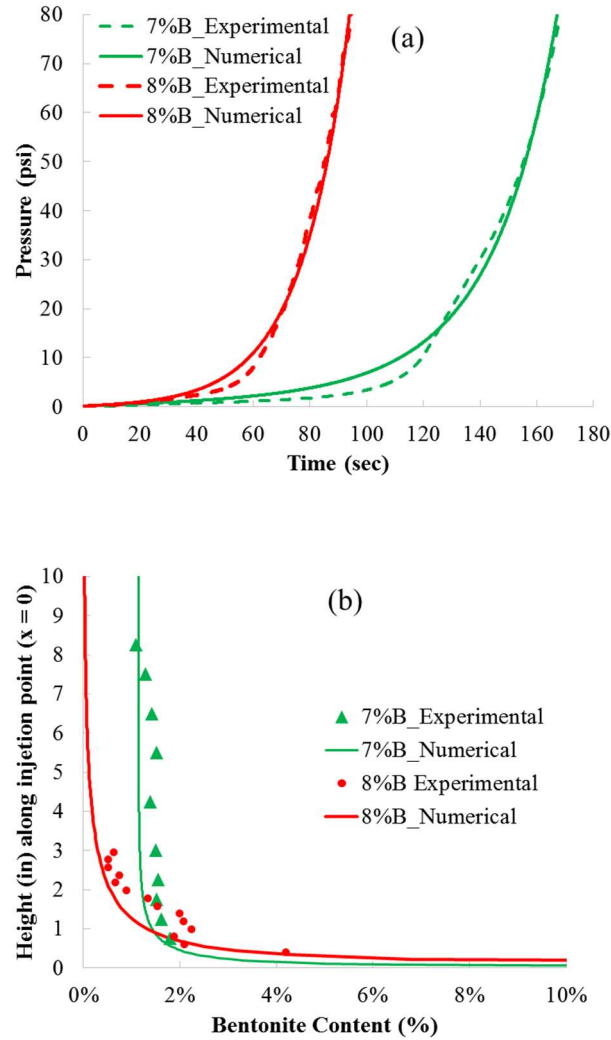 80
70
60
50
40
30
20
10
0
Pressure (psi)
7%B_Experimental
7%B_Numerical
8%B_Experimental
8%B_Numerical
(a)
0 20 40 60 80 100 120 140 160 180
Time (sec)
10
9
8
7
6
5
4
3
2
1
0
Height (in) along injetion point (x = 0)
(b)
7%B_Experimental
7%B_Numerical
8%B Experimental
8%B_Numerical
0% 2% 4% 6% 8% 10%
Bentonite Content (%)